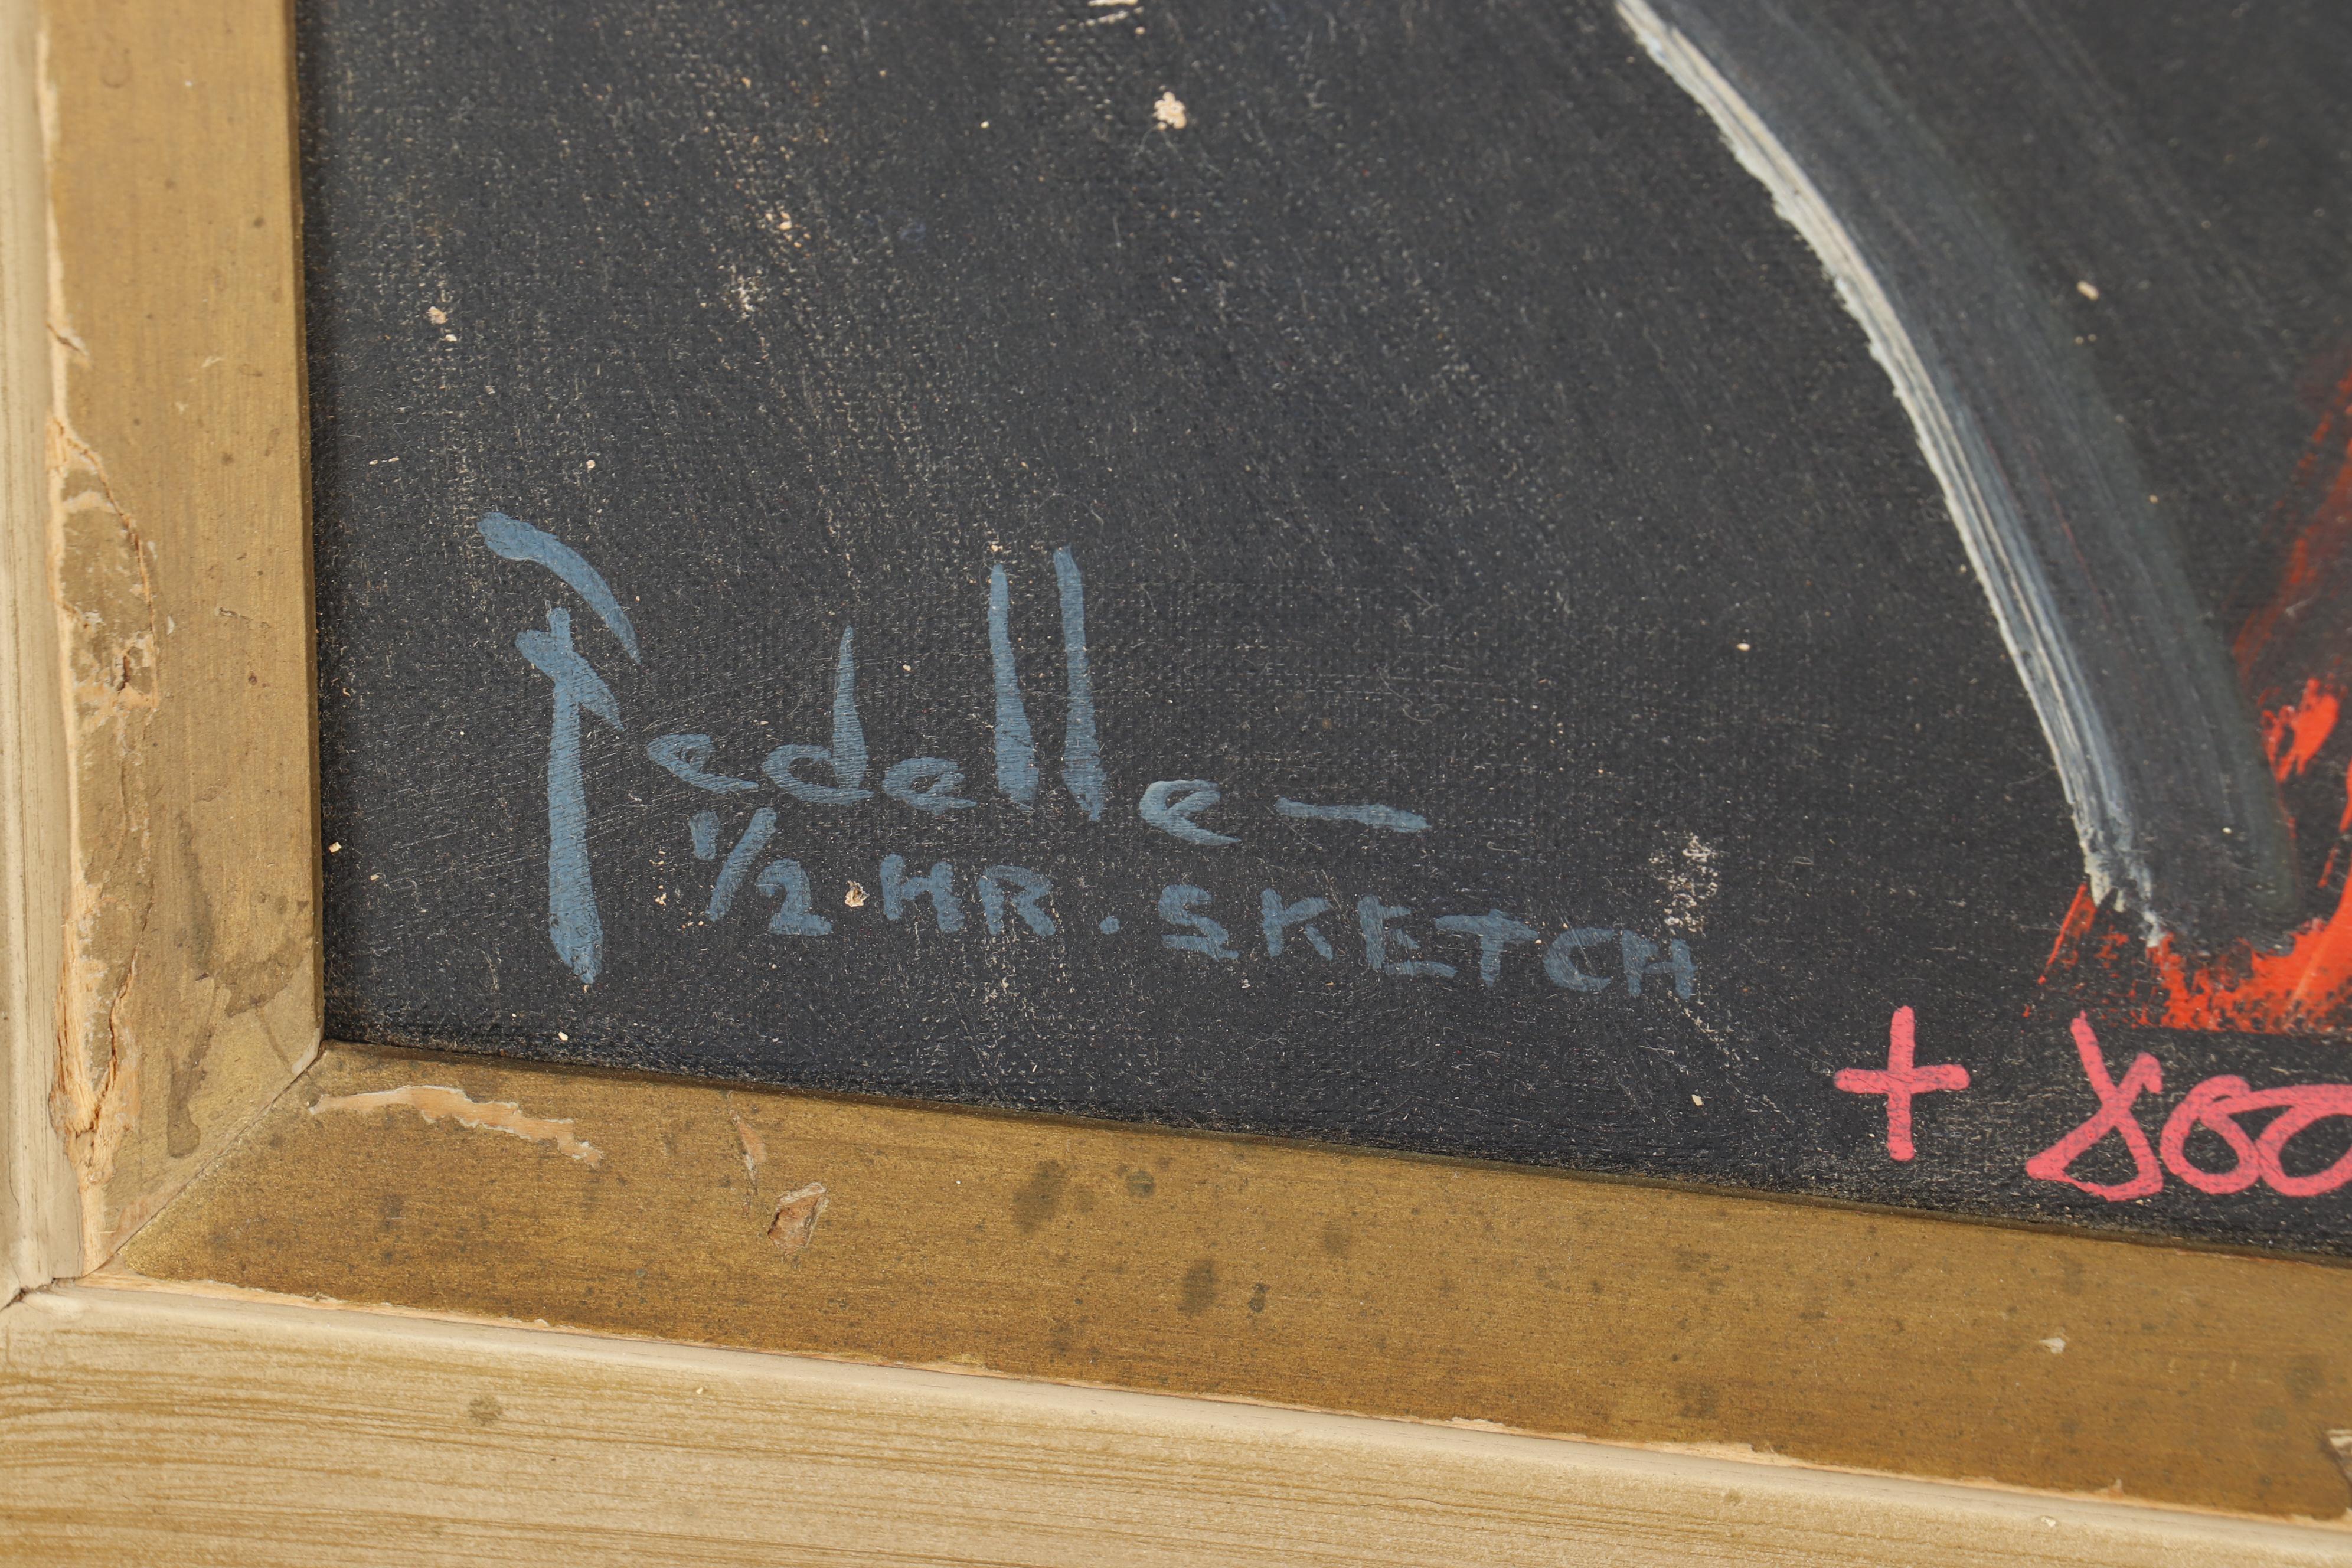 Pedelle –
1/2 HR. SKETCH
+